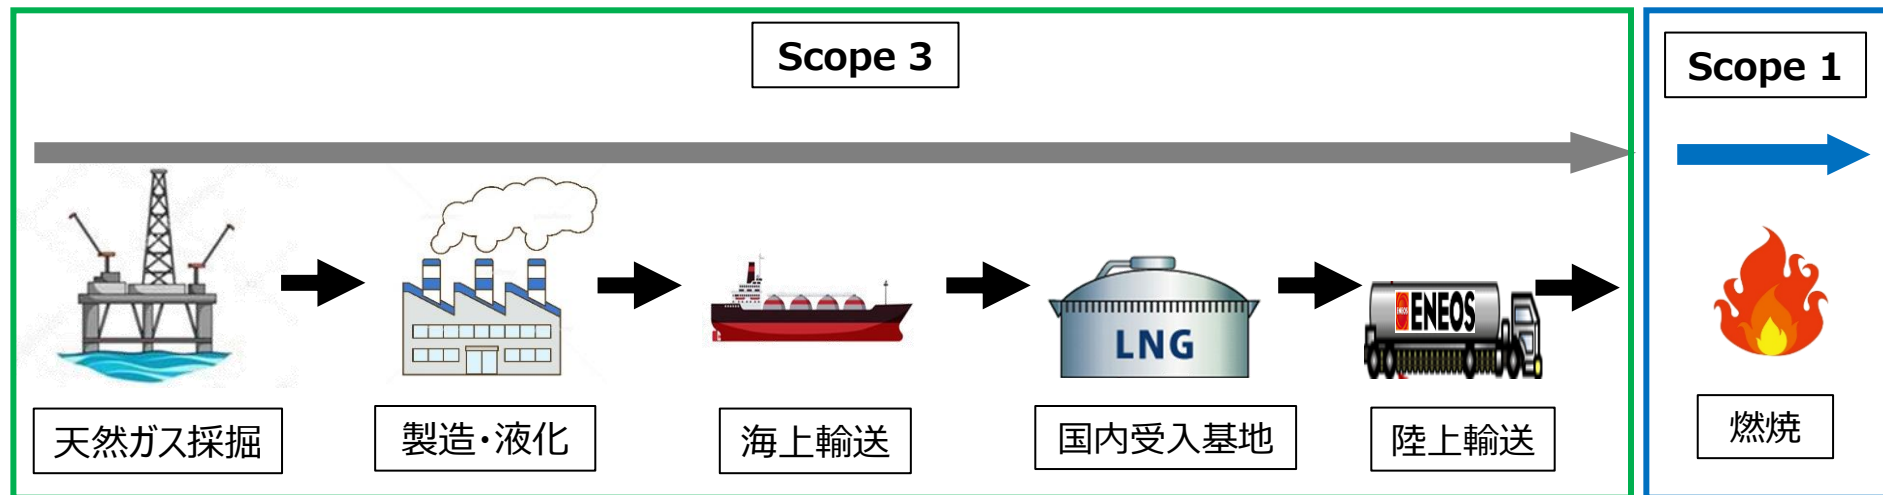 Scope 3
Scope 1
LNG
ENEOS
天然ガス採掘
製造・液化
海上輸送
国内受入基地
陸上輸送
燃焼